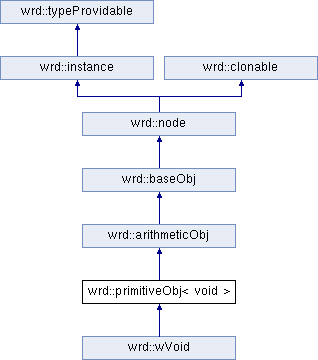 wrd::typeProvidable
wrd::instance
wrd::clonable
wrd::node
wrd::baseObj
wrd::arithmeticObj
wrd::primitiveObj< void >
wrd::wVoid